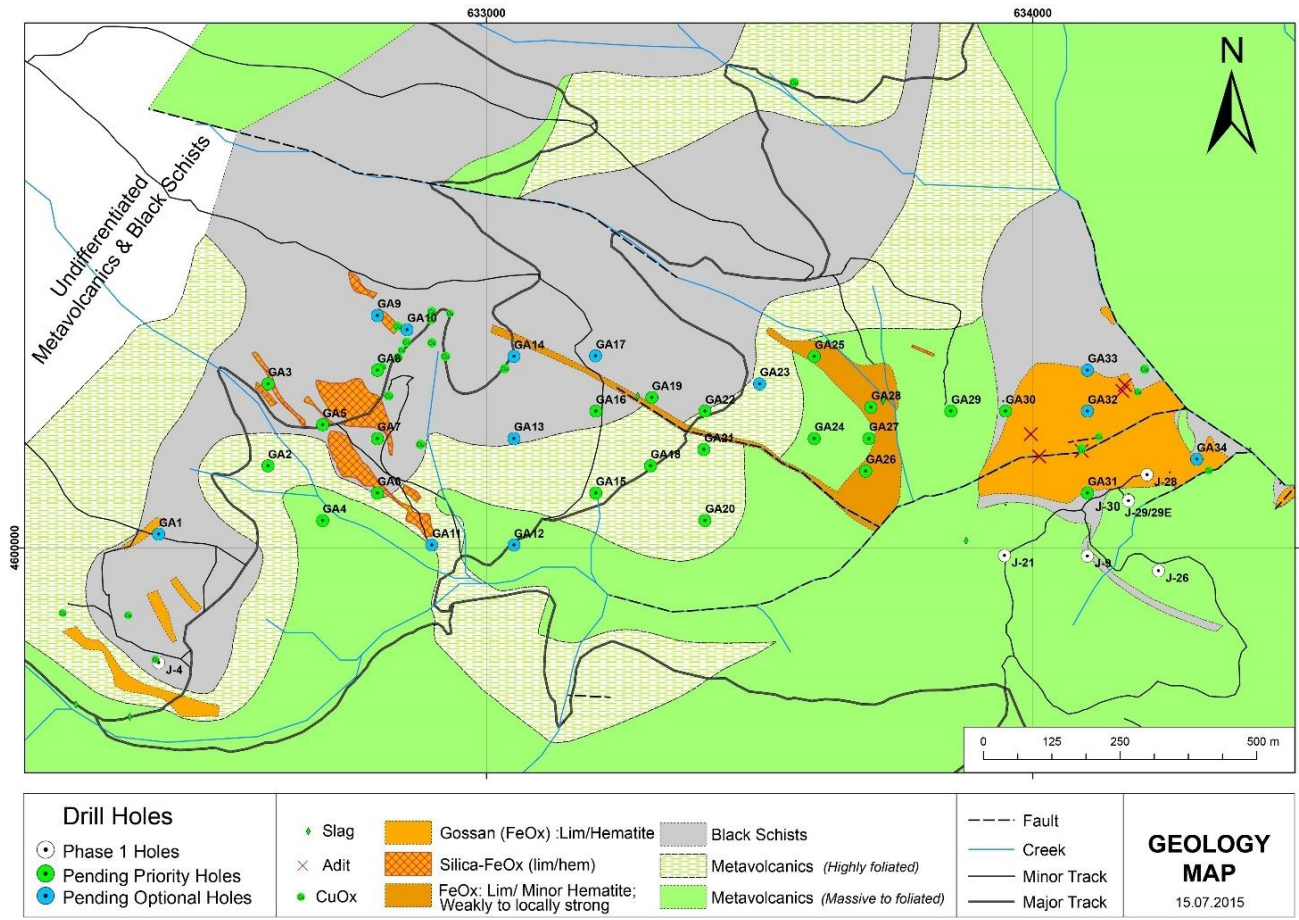 633000
634000
N
Undifferentiated
Metavolcanics & Black Schists
4600000
GA9
GA10
GA14
GA17
GA25
GA33
GA3
GA8
GA23
GA19
GA5
GA16
GA22
GA28
GA29
GA30
GA32
GA7
GA13
GA21
GA24
GA27
GA34
GA2
GA18
GA26
GA6
GA15
GA31
J-28
J-30
J-29/29E
GA4
GA20
GA1
GA11
GA12
J-21
J-9
J-26
J-4
Cu
0 125 250 500 m
Drill Holes
Phase 1 Holes
Pending Priority Holes
Pending Optional Holes
Slag
Adit
CuOx
Gossan (FeOx) :Lim/Hematite
Silica-FeOx (lim/hem)
FeOx: Lim/ Minor Hematite;
Weakly to locally strong
Black Schists
Metavolcanics (Highly foliated)
Metavolcanics (Massive to foliated)
Fault
Creek
Minor Track
Major Track
GEOLOGY
MAP
15.07.2015